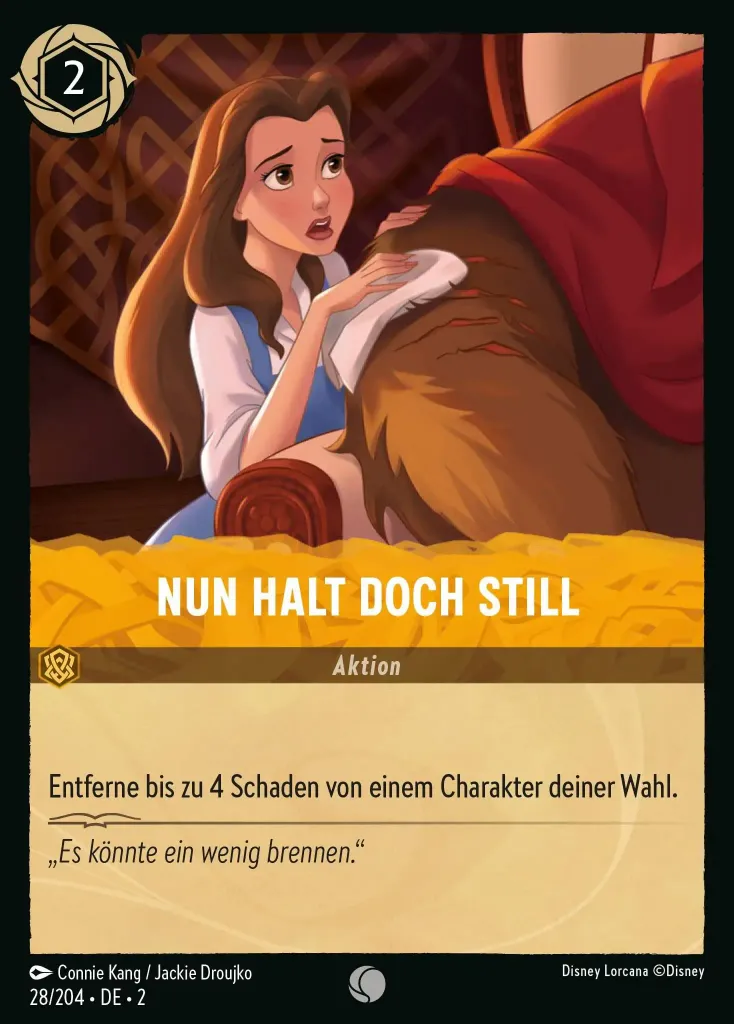 2
NUN HALT DOCH STILL
Aktion
Entferne bis zu 4 Schaden von einem Charakter deiner Wahl.
„Es könnte ein wenig brennen.“
Connie Kang / Jackie Droujko
Disney Lorcana ©Disney
28/204 • DE • 2